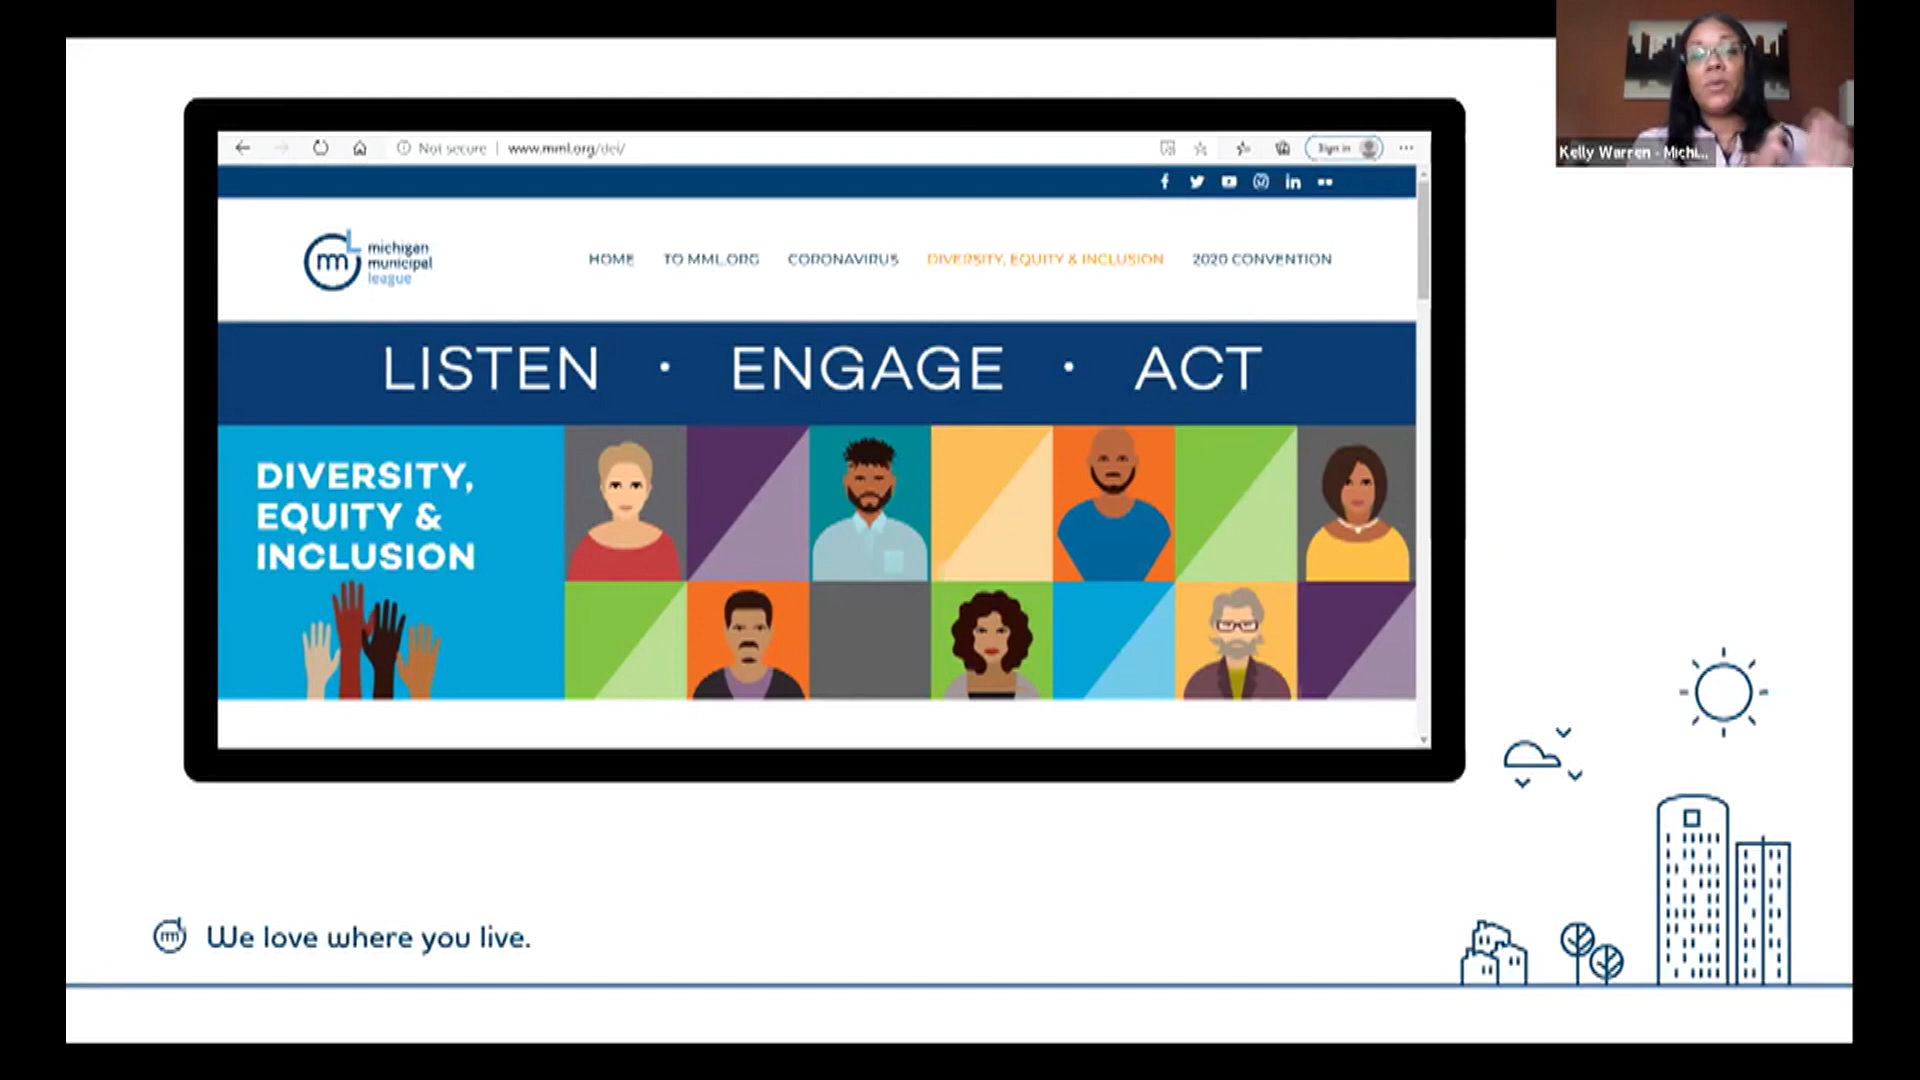 Kelly Warren - Michi...
Not secure | www.mml.org/dei/
Sign in
michigan
municipal
league
HOME TO MML.ORG CORONAVIRUS DIVERSITY, EQUITY & INCLUSION 2020 CONVENTION
LISTEN · ENGAGE · ACT
DIVERSITY,
EQUITY &
INCLUSION
We love where you live.